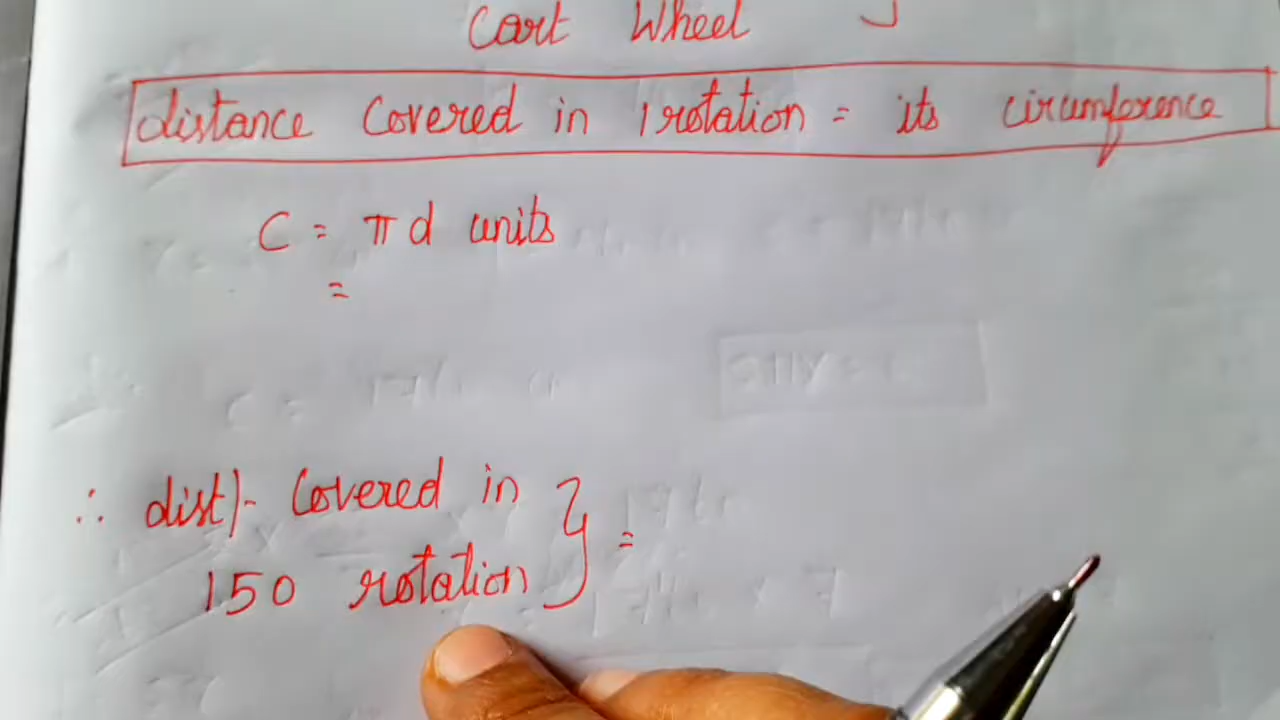 Cart Wheel }
distance Covered in 1 rotation = its circumference
C = π d units
=
∴ dist/- Covered in } =
150 rotation